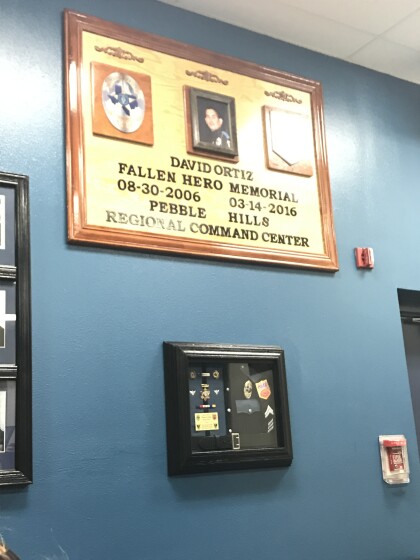 DAVID ORTIZ
FALLEN HERO MEMORIAL
08-30-2006 03-14-2016
PEBBLE HILLS
REGIONAL COMMAND CENTER